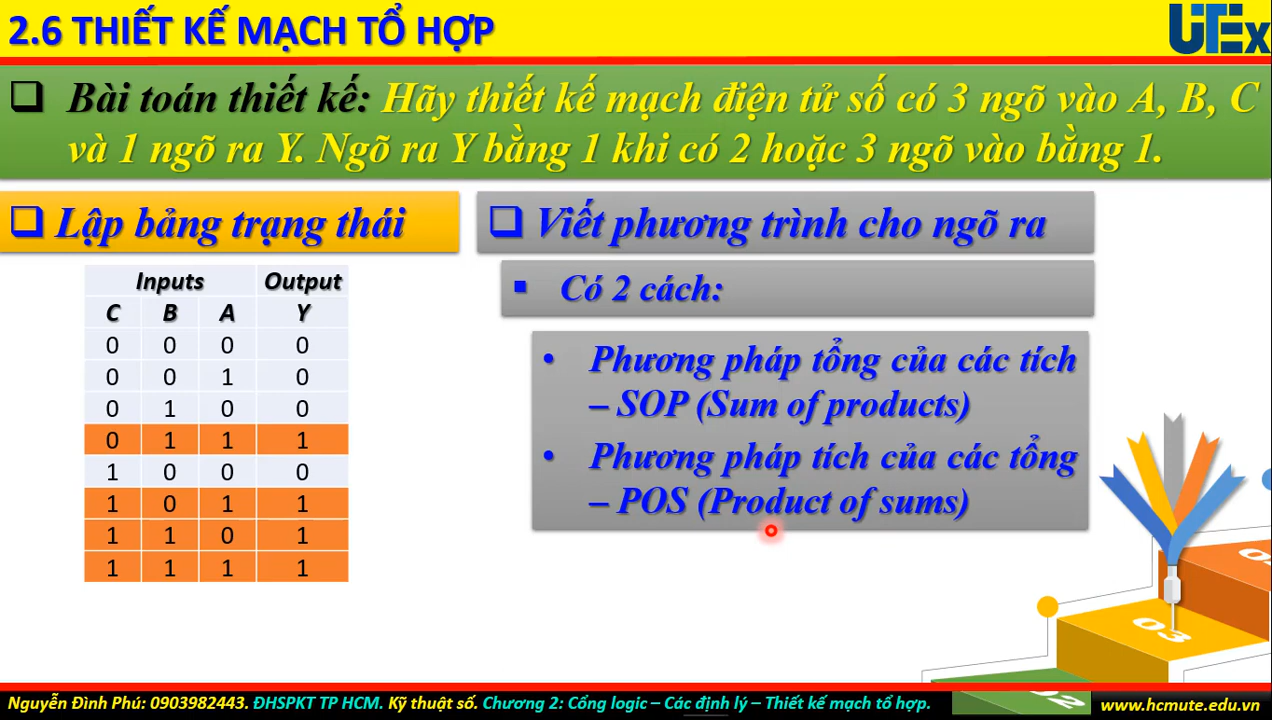 2.6 THIẾT KẾ MẠCH TỔ HỢP
UTEx
Bài toán thiết kế: Hãy thiết kế mạch điện tử số có 3 ngõ vào A, B, C
và 1 ngõ ra Y. Ngõ ra Y bằng 1 khi có 2 hoặc 3 ngõ vào bằng 1.
Lập bảng trạng thái
Inputs Output
C B A Y
0 0 0 0
0 0 1 0
0 1 0 0
0 1 1 1
1 0 0 0
1 0 1 1
1 1 0 1
1 1 1 1
Viết phương trình cho ngõ ra
Có 2 cách:
Phương pháp tổng của các tích
– SOP (Sum of products)
Phương pháp tích của các tổng
– POS (Product of sums)
03
02
Nguyễn Đình Phú: 0903982443. ĐHSPKT TP HCM. Kỹ thuật số. Chương 2: Cổng logic – Các định lý – Thiết kế mạch tổ hợp.
www.hcmute.edu.vn